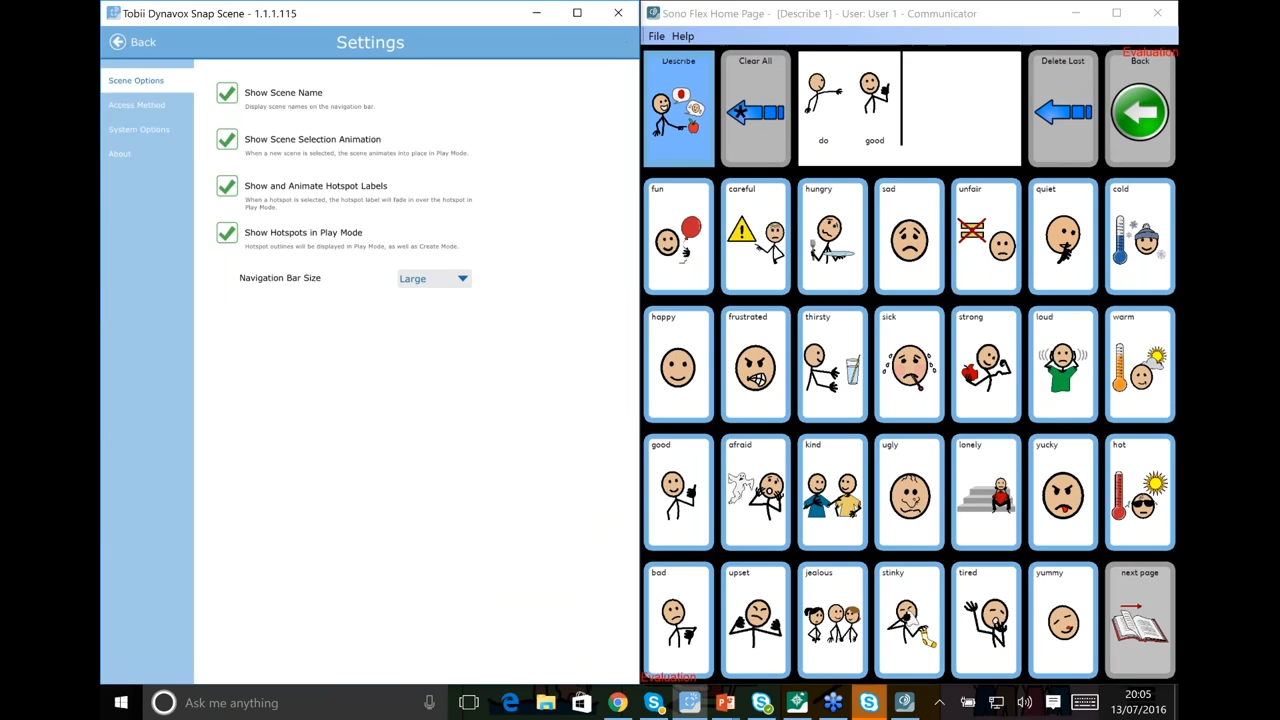 Tobii Dynavox Snap Scene - 1.1.1.115
Back
Settings
Scene Options
Access Method
System Options
About
Show Scene Name
Display scene names on the navigation bar.
Show Scene Selection Animation
When a new scene is selected, the scene animates into place in Play Mode.
Show and Animate Hotspot Labels
When a hotspot is selected, the hotspot label will fade in over the hotspot in
Play Mode.
Show Hotspots in Play Mode
Hotspot outlines will be displayed in Play Mode, as well as Create Mode.
Navigation Bar Size
Large
Sono Flex Home Page - [Describe 1] - User: User 1 - Communicator
File Help
Evaluation
Describe
Clear All
do
good
Delete Last
Back
fun
careful
hungry
sad
unfair
quiet
cold
happy
frustrated
thirsty
sick
strong
loud
warm
good
afraid
kind
ugly
lonely
yucky
hot
bad
upset
jealous
stinky
tired
yummy
next page
Evaluation
Ask me anything
20:05
13/07/2016